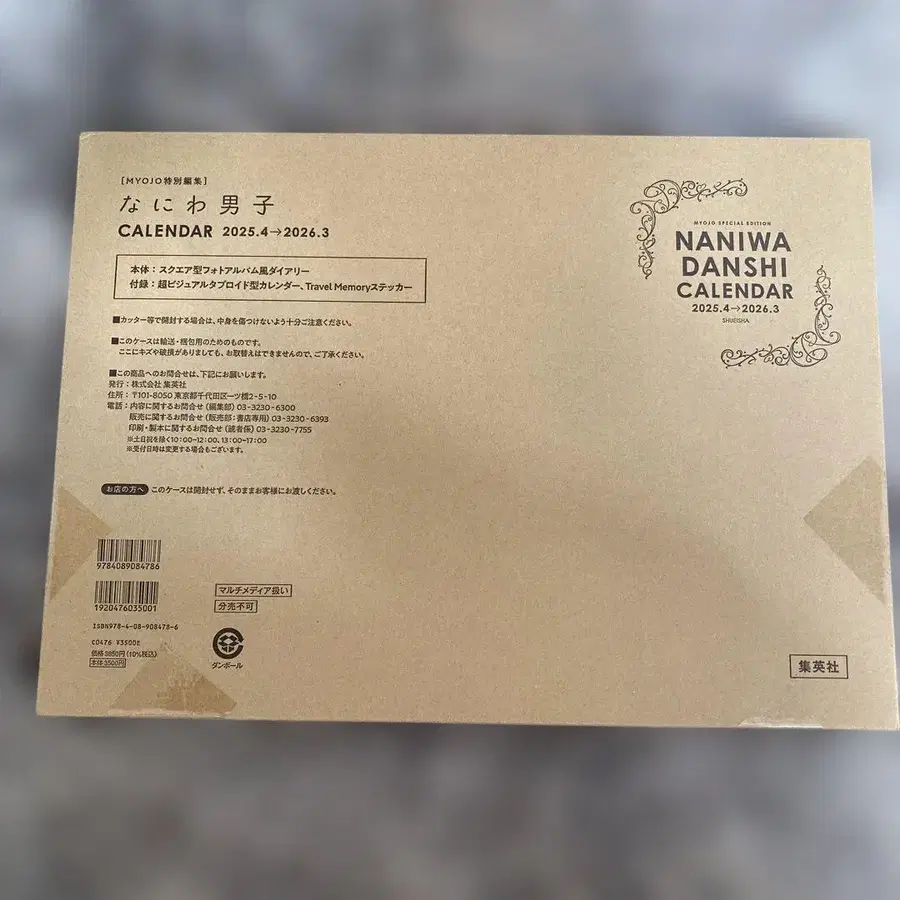 ［MYOJO特別編集］
なにわ男子
CALENDAR 2025.4→2026.3
本体：スクエア型フォトアルバム風ダイアリー
付録：超ビジュアルタブロイド型カレンダー、Travel Memoryステッカー
■カッター等で開封する場合は、中身を傷つけないよう十分ご注意ください。
■このケースは輸送・梱包用のためのものです。
ここにキズや破損がありましても、お取替えはできませんので、ご了承ください。
■この商品へのお問合せは、下記にお願いします。
発行：株式会社 集英社
住所：〒101-8050 東京都千代田区一ツ橋2-5-10
電話：内容に関するお問合せ（編集部）03-3230-6300
販売に関するお問合せ（販売部：書店専用）03-3230-6393
印刷・製本に関するお問合せ（読者係）03-3230-7755
※土日祝を除く10：00～12：00、13：00～17：00
※受付日時は変更する場合もございます。
お店の方へ このケースは開封せず、そのままお客様にお渡しください。
9784089084786
1920476035001
ISBN978-4-08-908478-6
C0476 ¥3500E
価格3850円（10%税込）
本体3500円
マルチメディア扱い
分売不可
ダンボール
MYOJO SPECIAL EDITION
NANIWA
DANSHI
CALENDAR
2025.4→2026.3
SHUEISHA
集英社